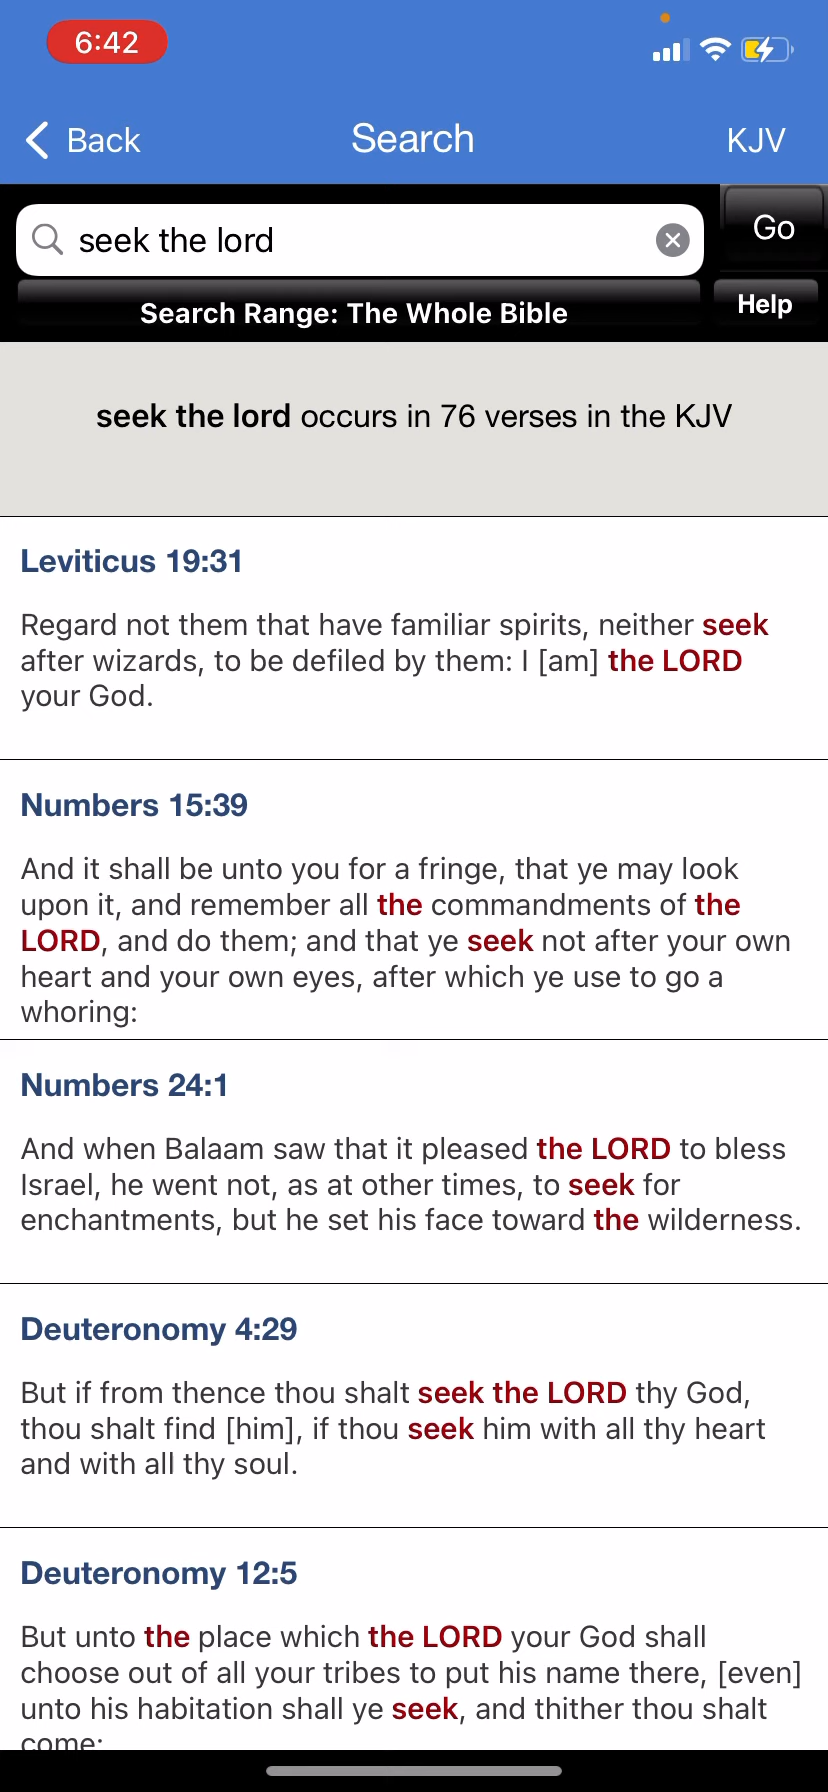 6:42
Back
Search
KJV
seek the lord
Go
Search Range: The Whole Bible
Help
seek the lord occurs in 76 verses in the KJV
Leviticus 19:31
Regard not them that have familiar spirits, neither seek
after wizards, to be defiled by them: I [am] the LORD
your God.
Numbers 15:39
And it shall be unto you for a fringe, that ye may look
upon it, and remember all the commandments of the
LORD, and do them; and that ye seek not after your own
heart and your own eyes, after which ye use to go a
whoring:
Numbers 24:1
And when Balaam saw that it pleased the LORD to bless
Israel, he went not, as at other times, to seek for
enchantments, but he set his face toward the wilderness.
Deuteronomy 4:29
But if from thence thou shalt seek the LORD thy God,
thou shalt find [him], if thou seek him with all thy heart
and with all thy soul.
Deuteronomy 12:5
But unto the place which the LORD your God shall
choose out of all your tribes to put his name there, [even]
unto his habitation shall ye seek, and thither thou shalt
come: